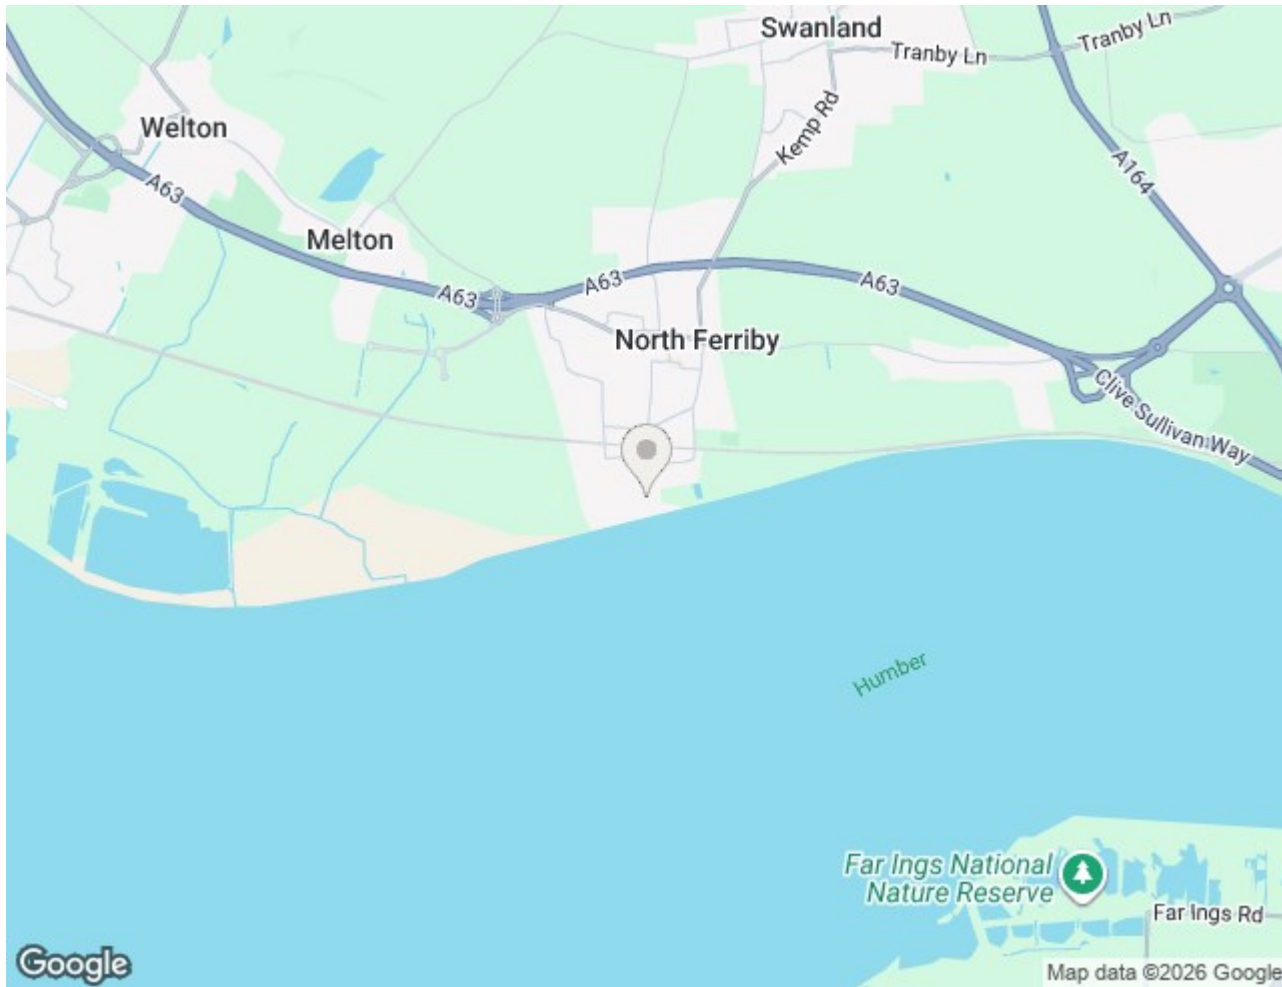 Swanland
Tranby Ln
Tranby Ln
Kemp Rd
Welton
A63
A164
Melton
A63
A63
A63
North Ferriby
Clive Sullivan Way
Humber
Far Ings National
Nature Reserve
Far Ings Rd
Google
Map data ©2026 Google